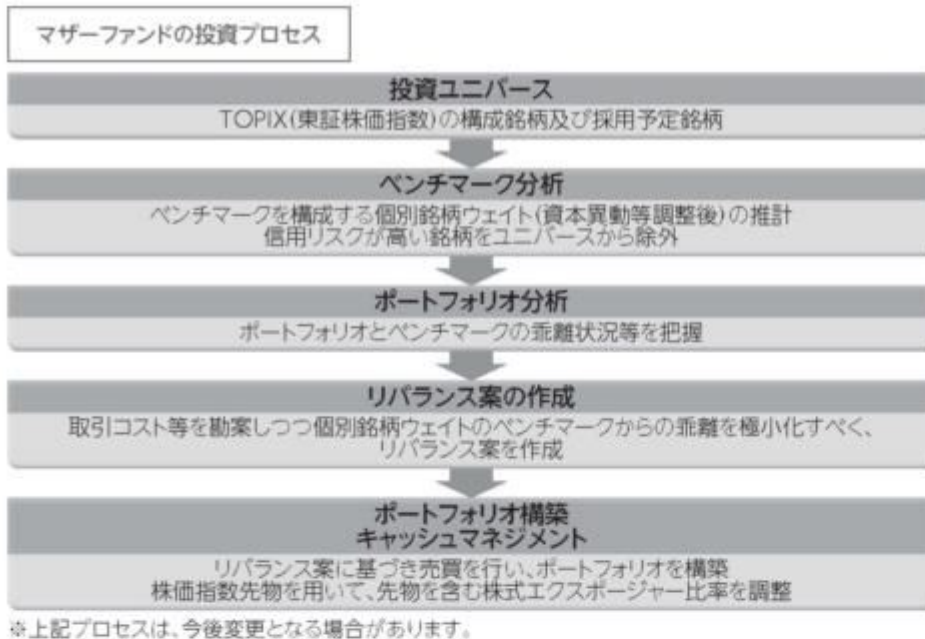 マザーファンドの投資プロセス
投資ユニバース
TOPIX(東証株価指数)の構成銘柄及び採用予定銘柄
ベンチマーク分析
ベンチマークを構成する個別銘柄ウェイト(資本異動等調整後)の推計
信用リスクが高い銘柄をユニバースから除外
ポートフォリオ分析
ポートフォリオとベンチマークの乖離状況等を把握
リバランス案の作成
取引コスト等を勘案しつつ個別銘柄ウェイトのベンチマークからの乖離を極小化すべく、
リバランス案を作成
ポートフォリオ構築
キャッシュマネジメント
リバランス案に基づき売買を行い、ポートフォリオを構築
株価指数先物を用いて、先物を含む株式エクスポージャー比率を調整
※上記プロセスは、今後変更となる場合があります。